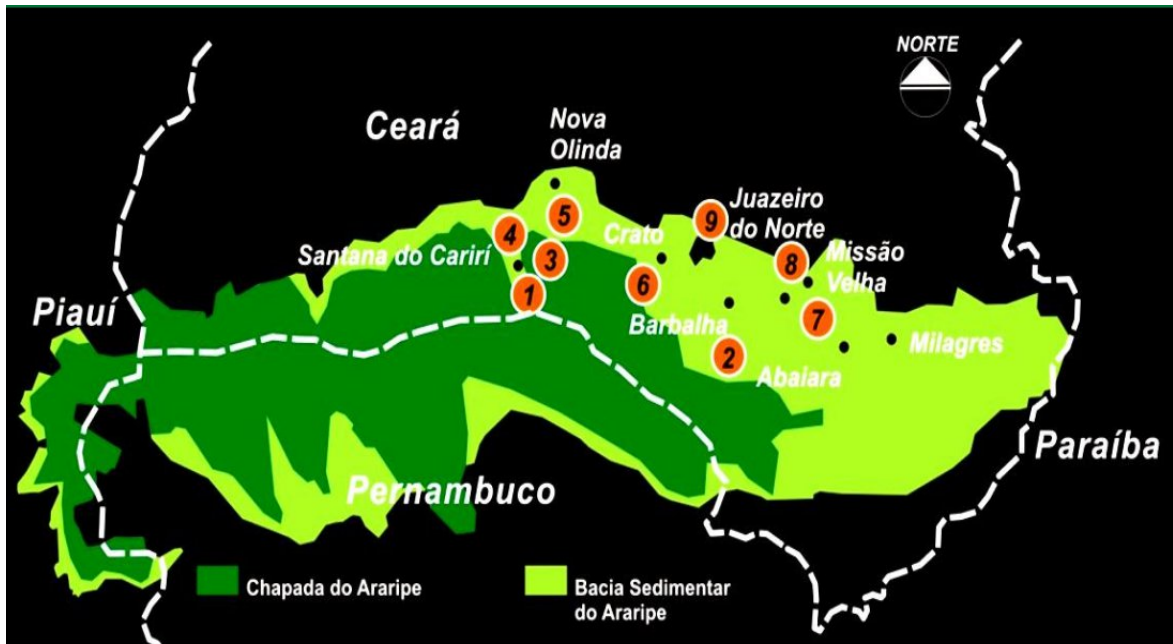 NORTE
Ceará
Nova
Olinda
Juazeiro
do Norte
9
5
4
Crato
Santana do Carirí
3
8
Missão
Velha
6
1
Piauí
Barbalha
7
2
Milagres
Abaiara
Paraíba
Pernambuco
Chapada do Araripe
Bacia Sedimentar
do Araripe